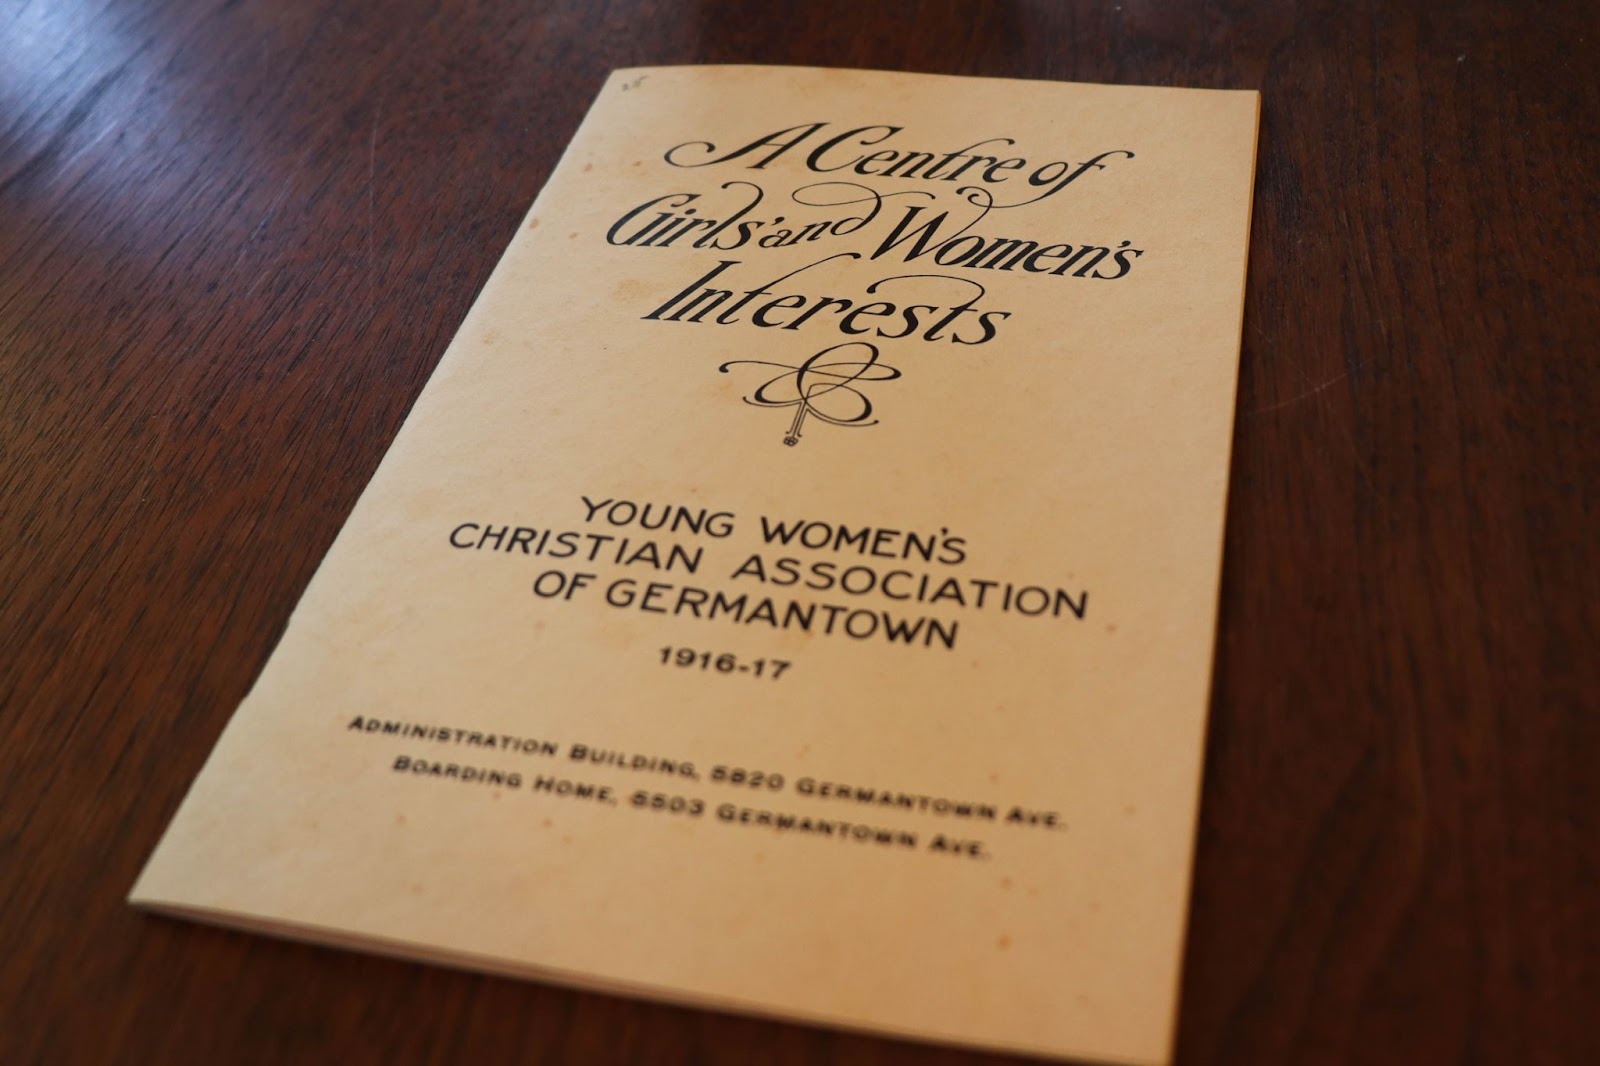 A Centre of
Girls' and Women's
Interests
YOUNG WOMEN'S
CHRISTIAN ASSOCIATION
OF GERMANTOWN
1916-17
ADMINISTRATION BUILDING, 5820 GERMANTOWN AVE.
BOARDING HOME, 5503 GERMANTOWN AVE.